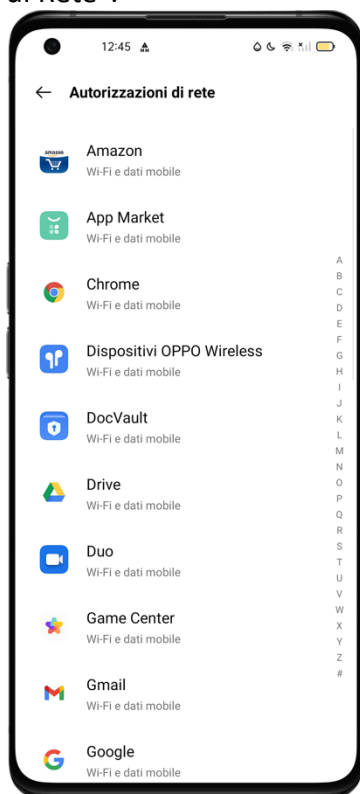 di Rete".
12:45
← Autorizzazioni di rete
Amazon
Wi-Fi e dati mobile
App Market
Wi-Fi e dati mobile
Chrome
Wi-Fi e dati mobile
Dispositivi OPPO Wireless
Wi-Fi e dati mobile
DocVault
Wi-Fi e dati mobile
Drive
Wi-Fi e dati mobile
Duo
Wi-Fi e dati mobile
Game Center
Wi-Fi e dati mobile
Gmail
Wi-Fi e dati mobile
Google
Wi-Fi e dati mobile
A
B
C
D
E
F
G
H
I
J
K
L
M
N
O
P
Q
R
S
T
U
V
W
X
Y
Z
#